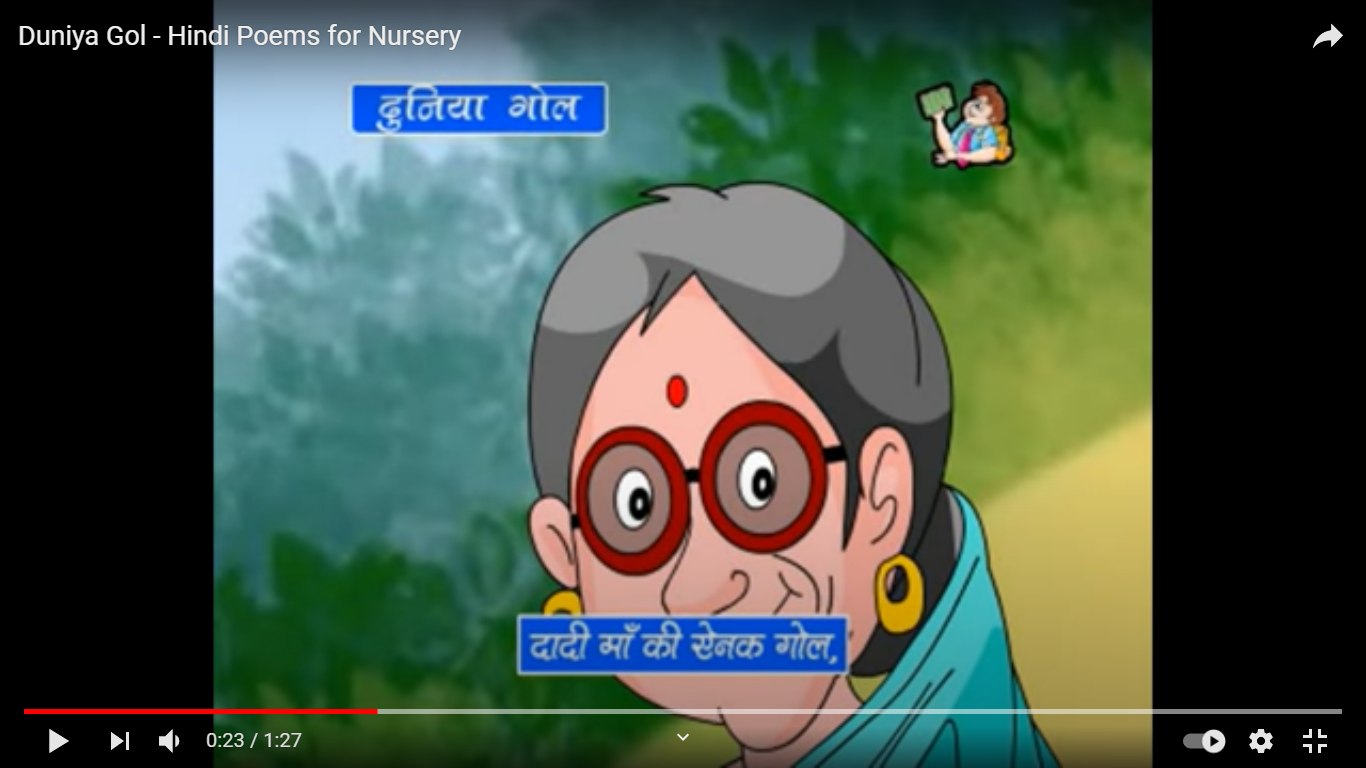 Duniya Gol - Hindi Poems for Nursery
दुनिया गोल
दादी माँ की ऐनक गोल,
0:23 / 1:27